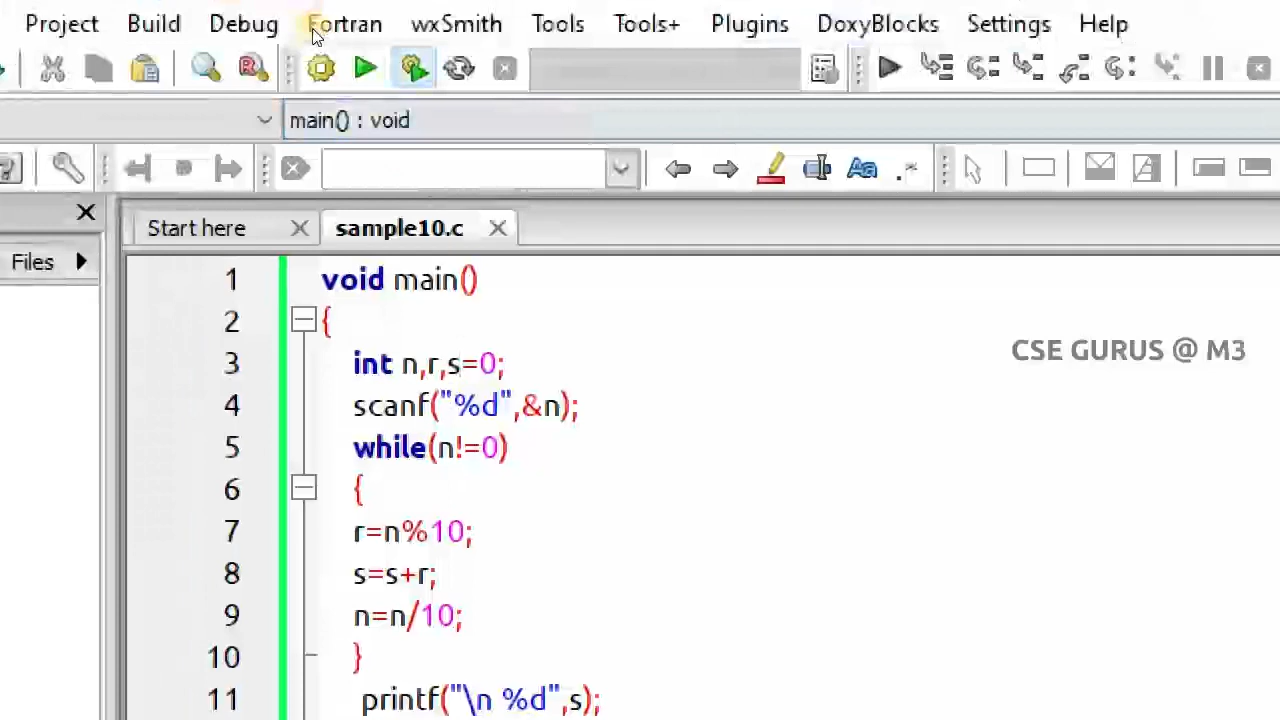 Project Build Debug Fortran wxSmith Tools Tools+ Plugins DoxyBlocks Settings Help
main() : void
Start here sample10.c
Files
1 void main()
2 {
CSE GURUS @ M3
3 int n,r,s=0;
4 scanf("%d",&n);
5 while(n!=0)
6 {
7 r=n%10;
8 s=s+r;
9 n=n/10;
10 }
11 printf("\n %d",s);